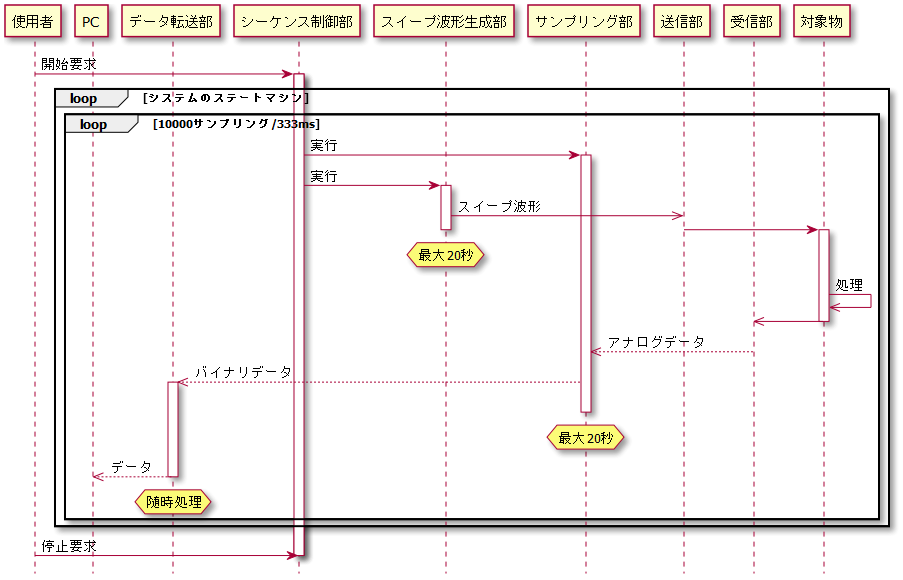 使用者
PC
データ転送部
シーケンス制御部
スイープ波形生成部
サンプリング部
送信部
受信部
対象物
開始要求
loop [システムのステートマシン]
loop [10000サンプリング/333ms]
実行
実行
スイープ波形
最大20秒
処理
アナログデータ
バイナリデータ
最大20秒
データ
随時処理
停止要求